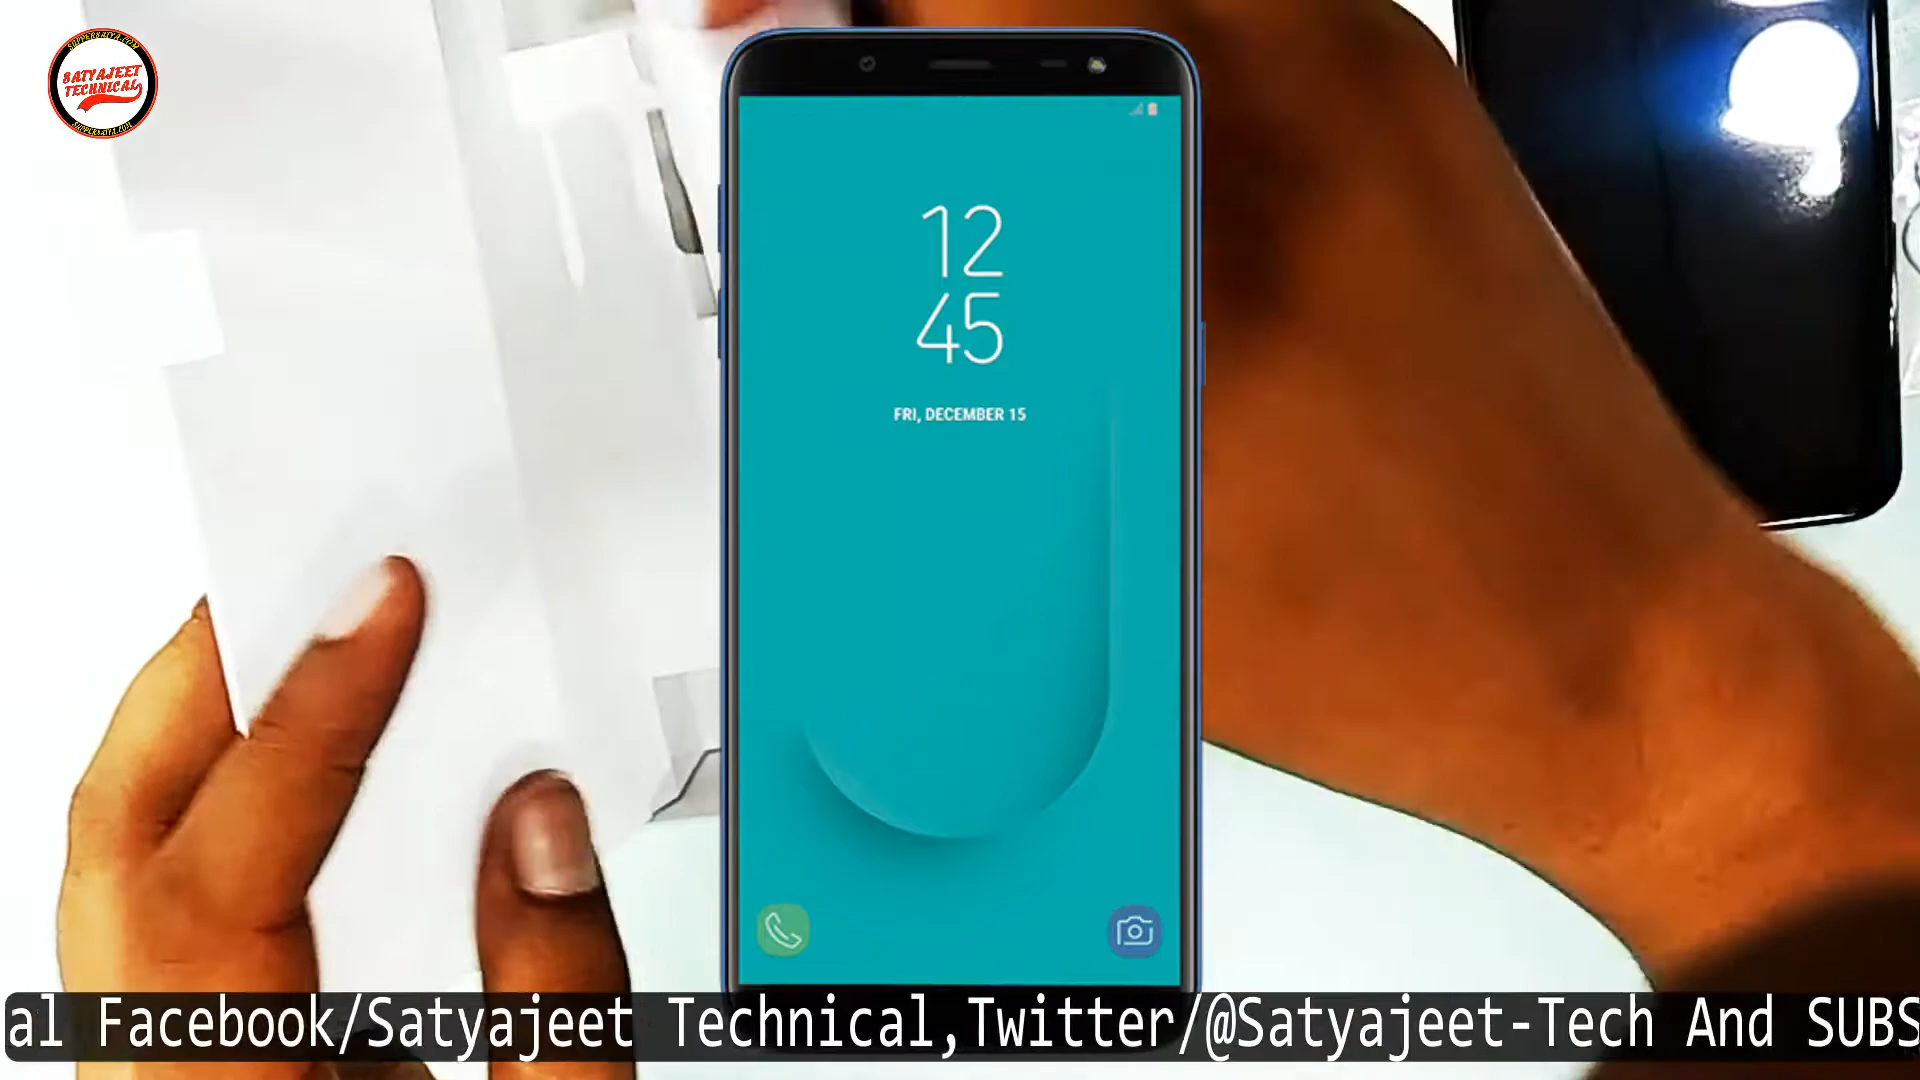 SATYAJEET
TECHNICAL
12
45
FRI, DECEMBER 15
al Facebook/Satyajeet Technical,Twitter/@Satyajeet-Tech And SUBS